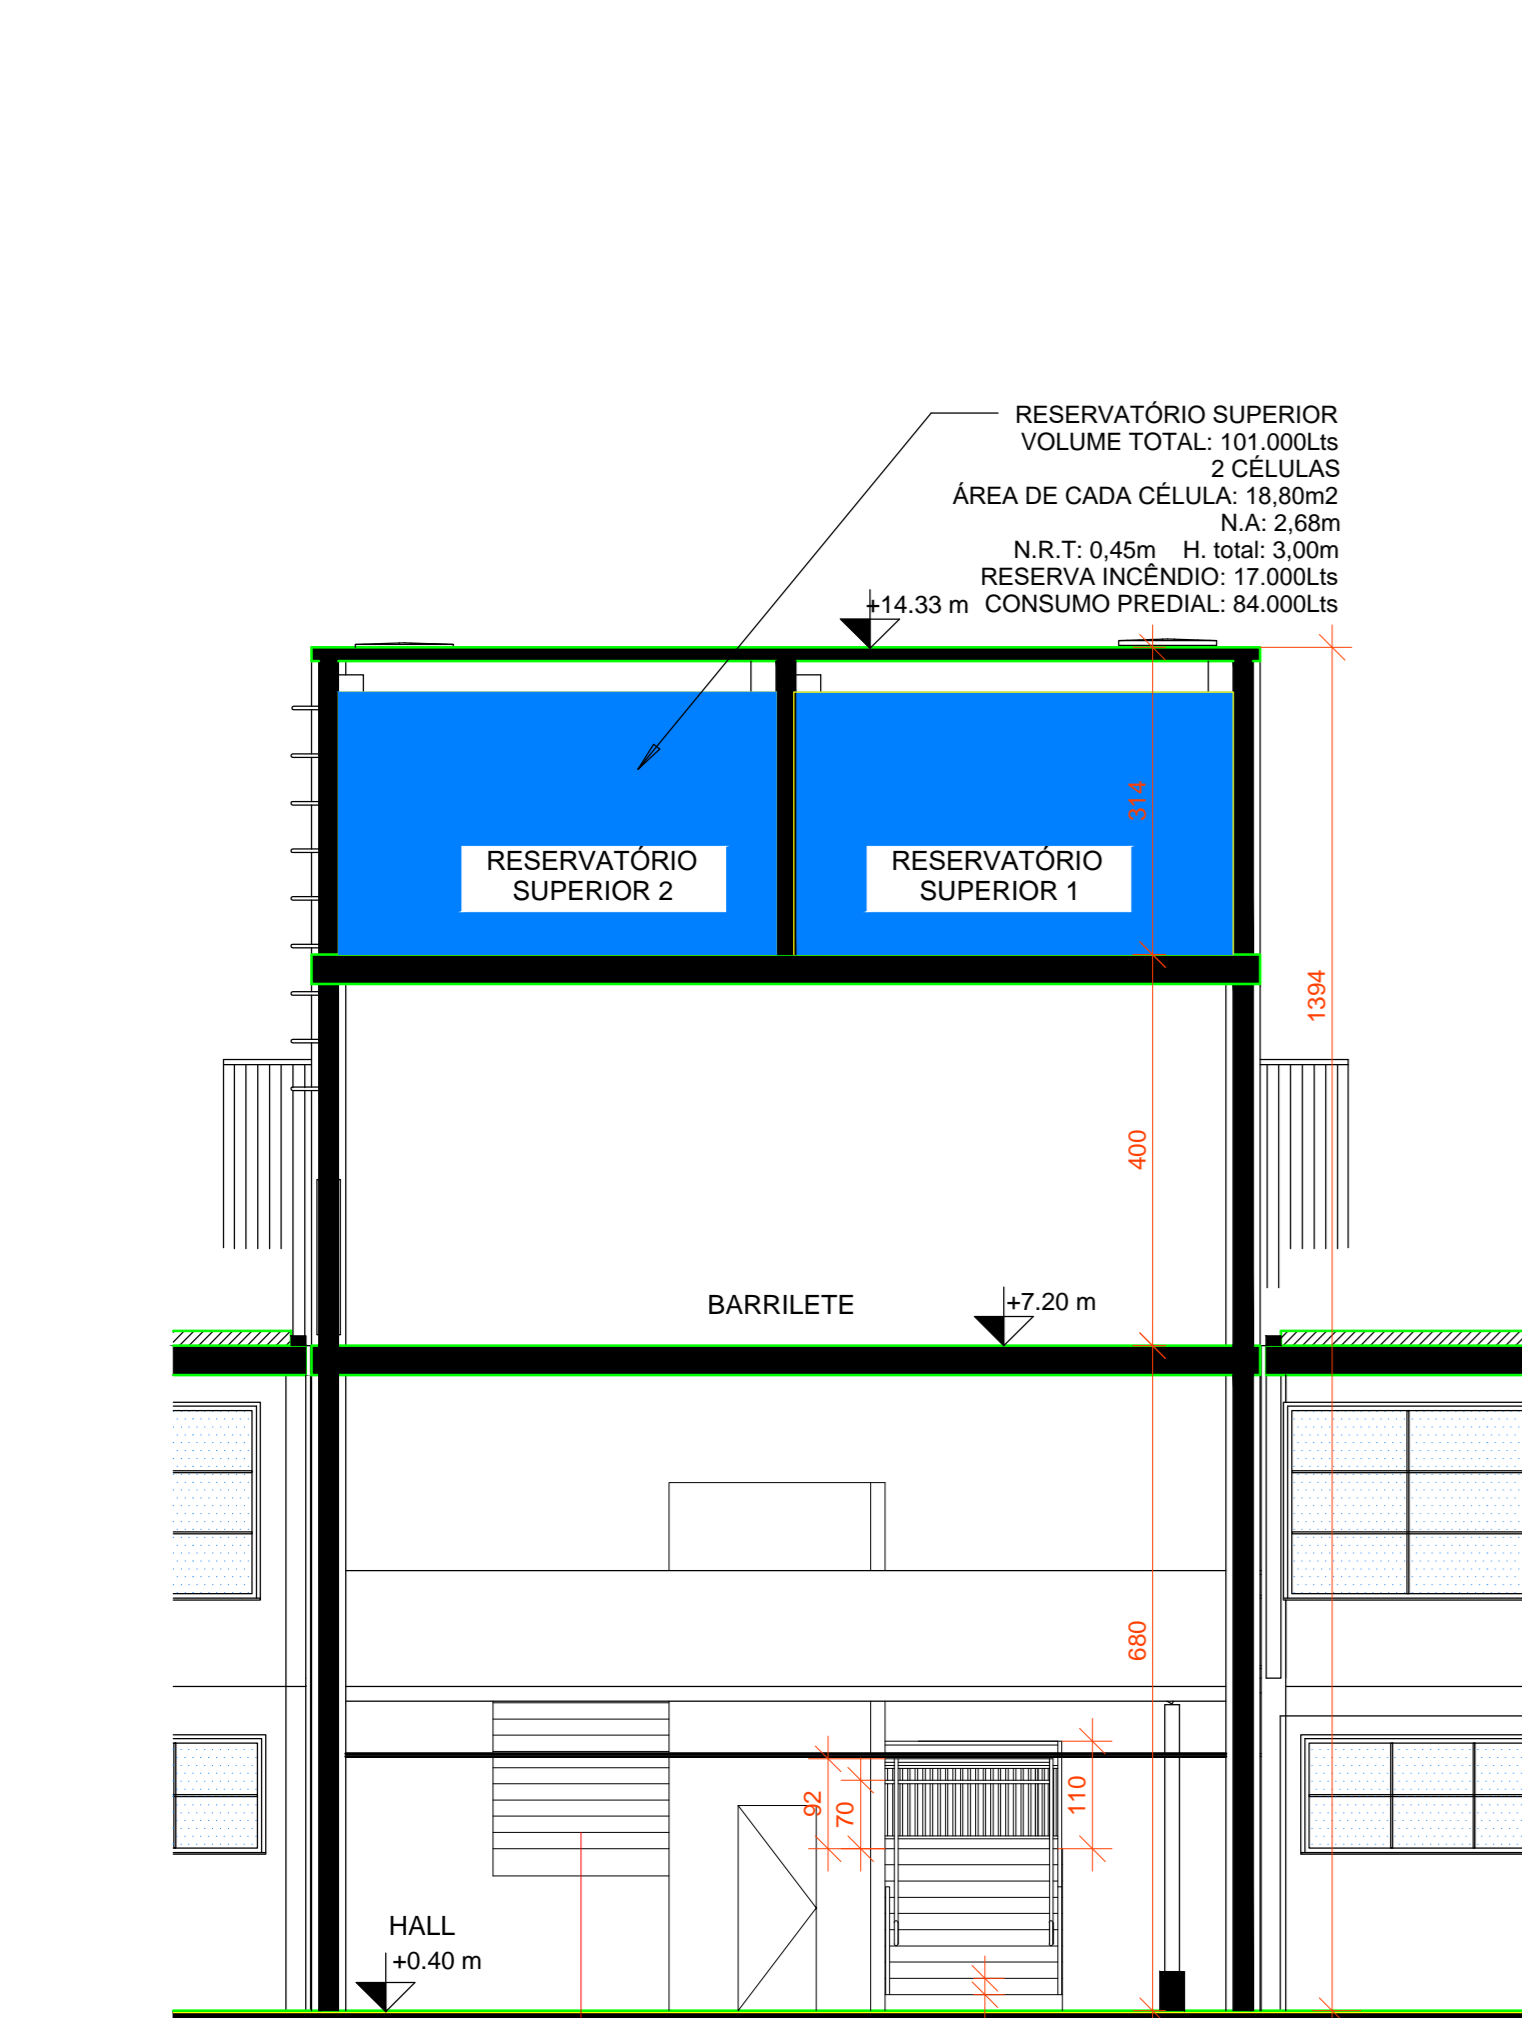 RESERVATÓRIO SUPERIOR
VOLUME TOTAL: 101.000Lts
2 CÉLULAS
ÁREA DE CADA CÉLULA: 18,80m2
N.A: 2,68m
N.R.T: 0,45m H. total: 3,00m
RESERVA INCÊNDIO: 17.000Lts
+14.33 m CONSUMO PREDIAL: 84.000Lts
314
RESERVATÓRIO
SUPERIOR 2
RESERVATÓRIO
SUPERIOR 1
1394
400
BARRILETE
+7.20 m
680
92
70
110
HALL
+0.40 m